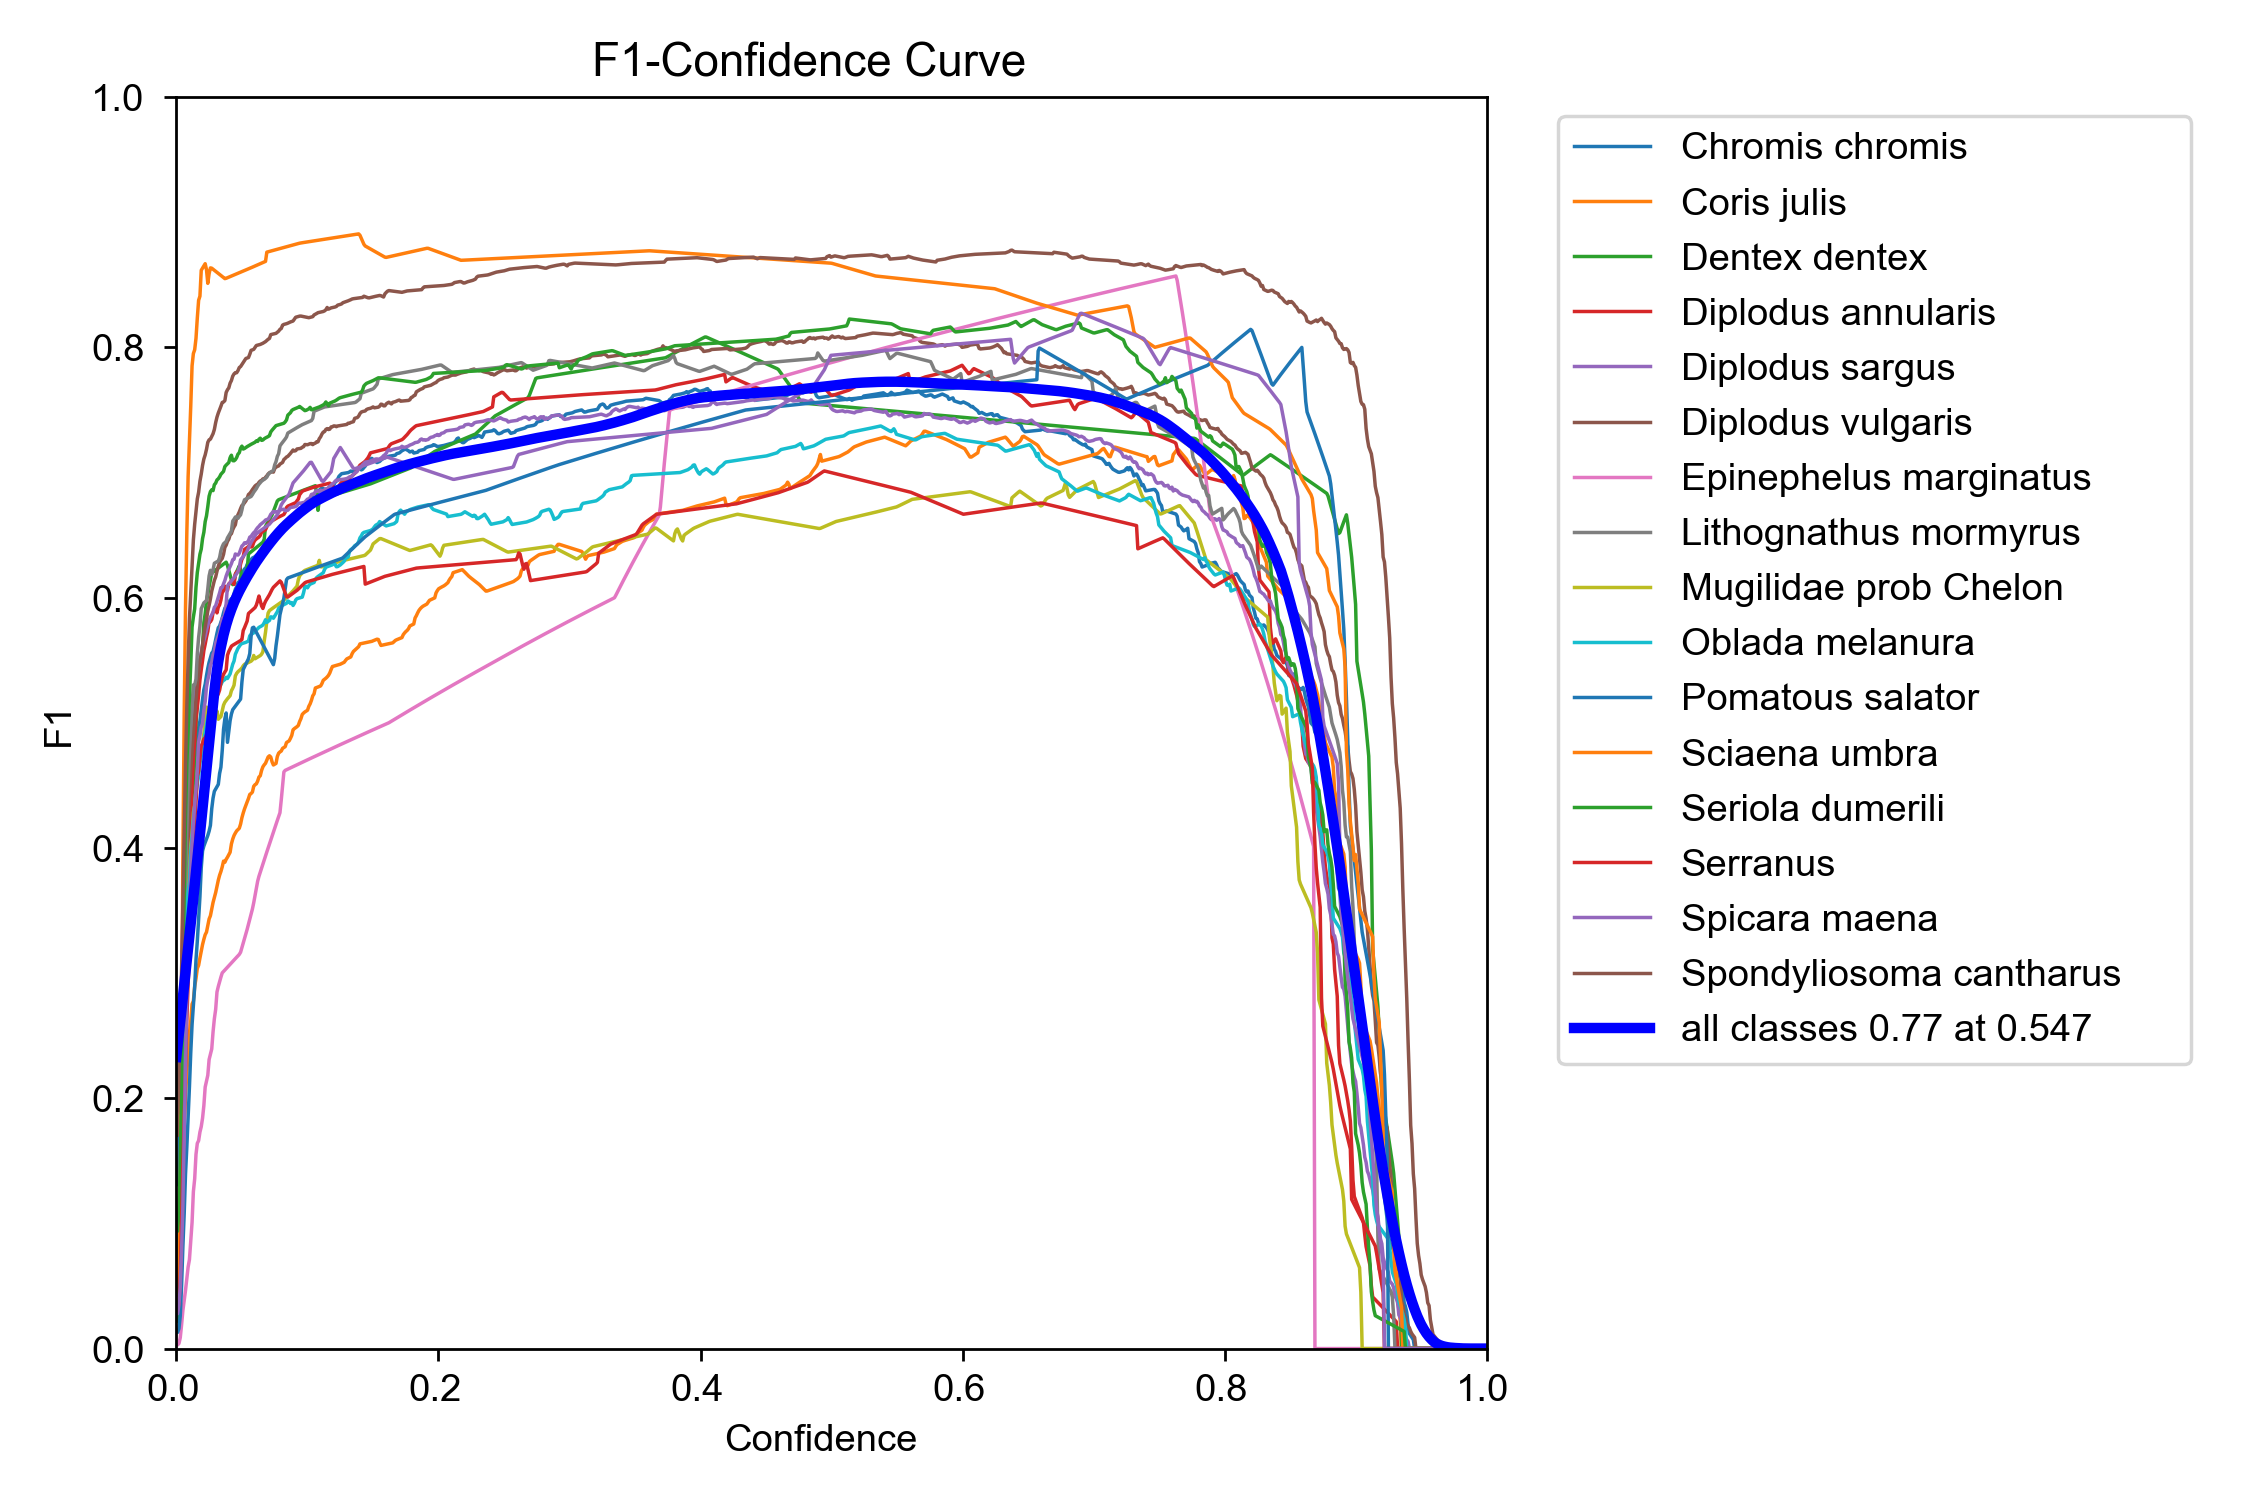 F1-Confidence Curve
1.0
0.8
0.6
0.4
0.2
0.0
F1
0.0 0.2 0.4 0.6 0.8 1.0
Confidence
Chromis chromis
Coris julis
Dentex dentex
Diplodus annularis
Diplodus sargus
Diplodus vulgaris
Epinephelus marginatus
Lithognathus mormyrus
Mugilidae prob Chelon
Oblada melanura
Pomatous salator
Sciaena umbra
Seriola dumerili
Serranus
Spicara maena
Spondyliosoma cantharus
all classes 0.77 at 0.547